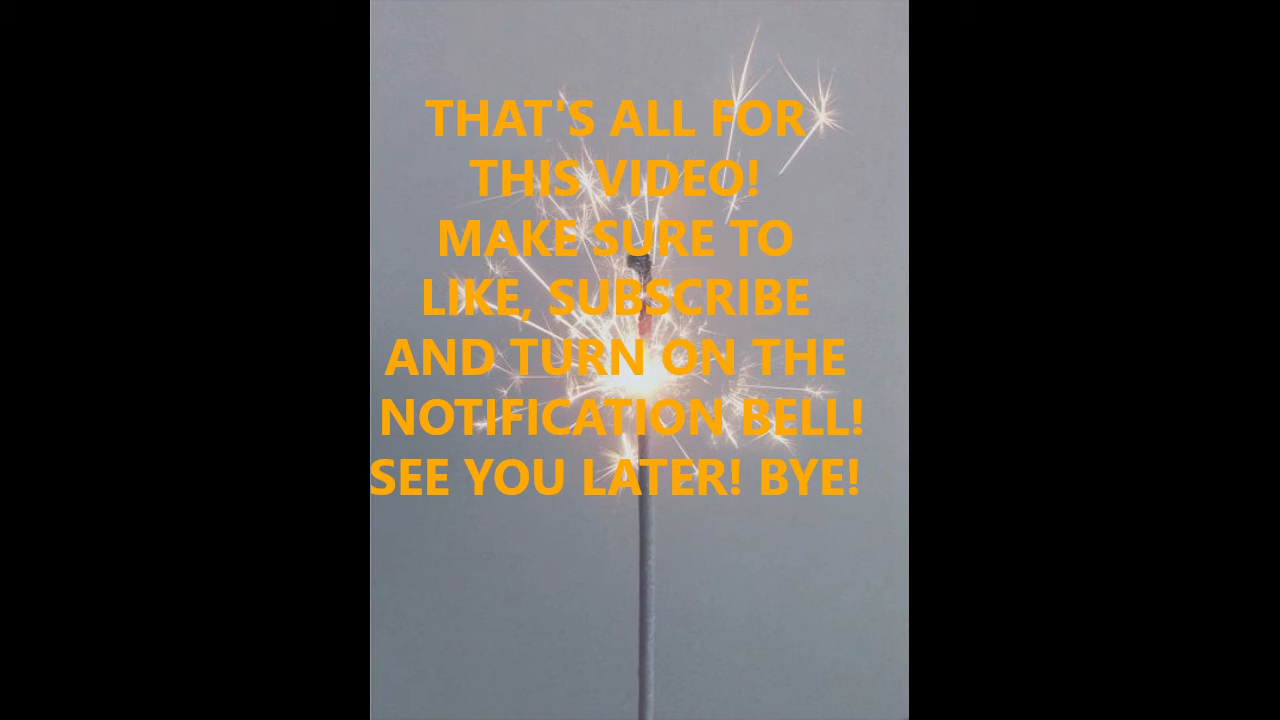 THAT'S ALL FOR
THIS VIDEO!
MAKE SURE TO
LIKE, SUBSCRIBE
AND TURN ON THE
NOTIFICATION BELL!
SEE YOU LATER! BYE!